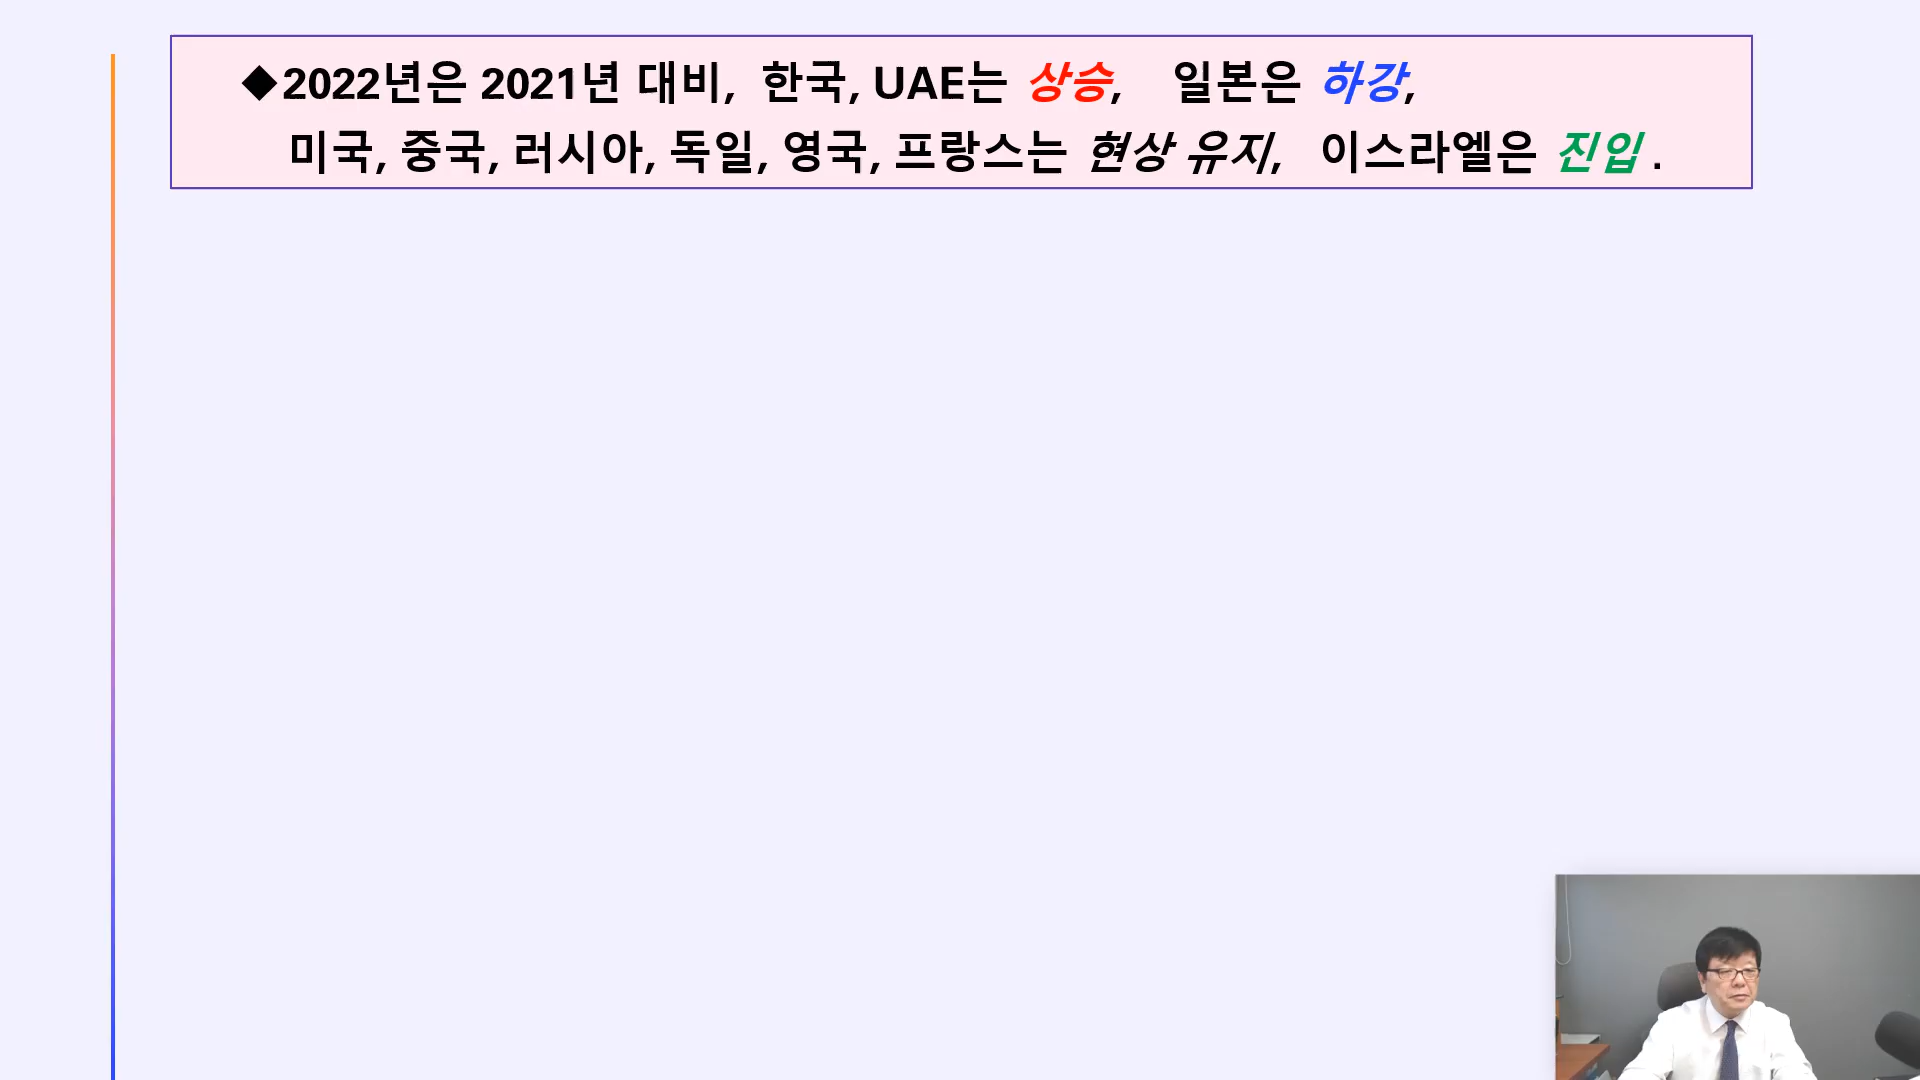 ◆2022년은 2021년 대비, 한국, UAE는 상승, 일본은 하강,
미국, 중국, 러시아, 독일, 영국, 프랑스는 현상 유지, 이스라엘은 진입 .